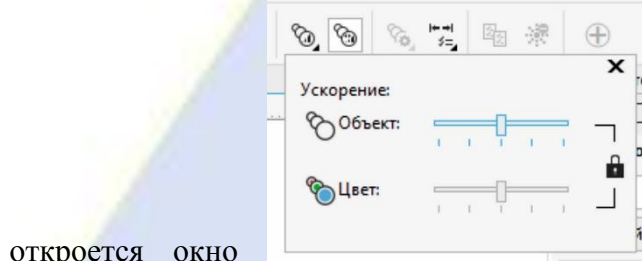 Ускорение:
Объект:
Цвет:
откроется окно